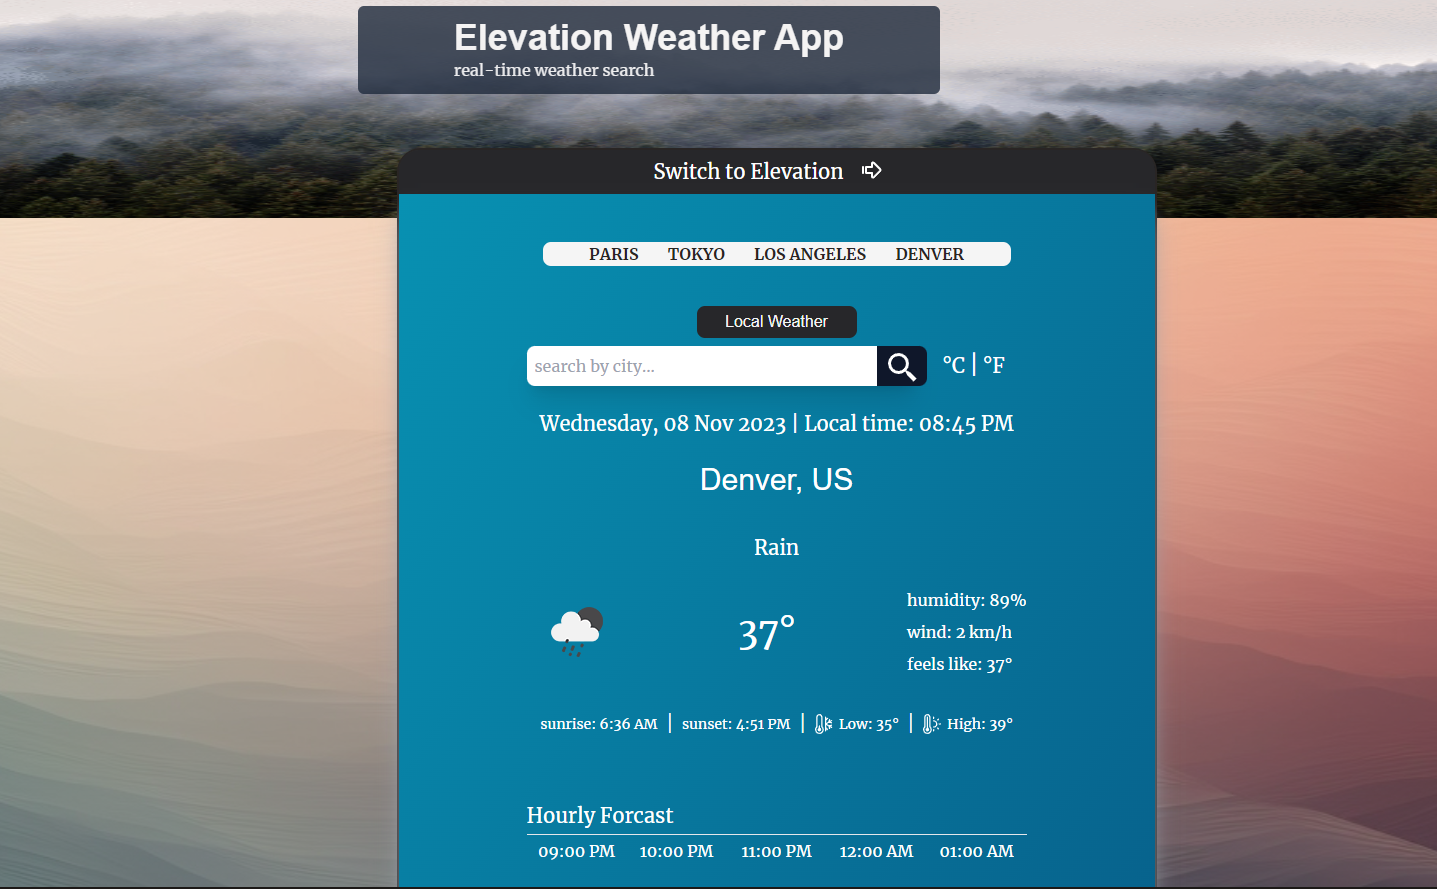 Elevation Weather App
real-time weather search
Switch to Elevation
PARIS TOKYO LOS ANGELES DENVER
Local Weather
search by city...
°C | °F
Wednesday, 08 Nov 2023 | Local time: 08:45 PM
Denver, US
Rain
37°
humidity: 89%
wind: 2 km/h
feels like: 37°
sunrise: 6:36 AM | sunset: 4:51 PM | Low: 35° | High: 39°
Hourly Forcast
09:00 PM 10:00 PM 11:00 PM 12:00 AM 01:00 AM